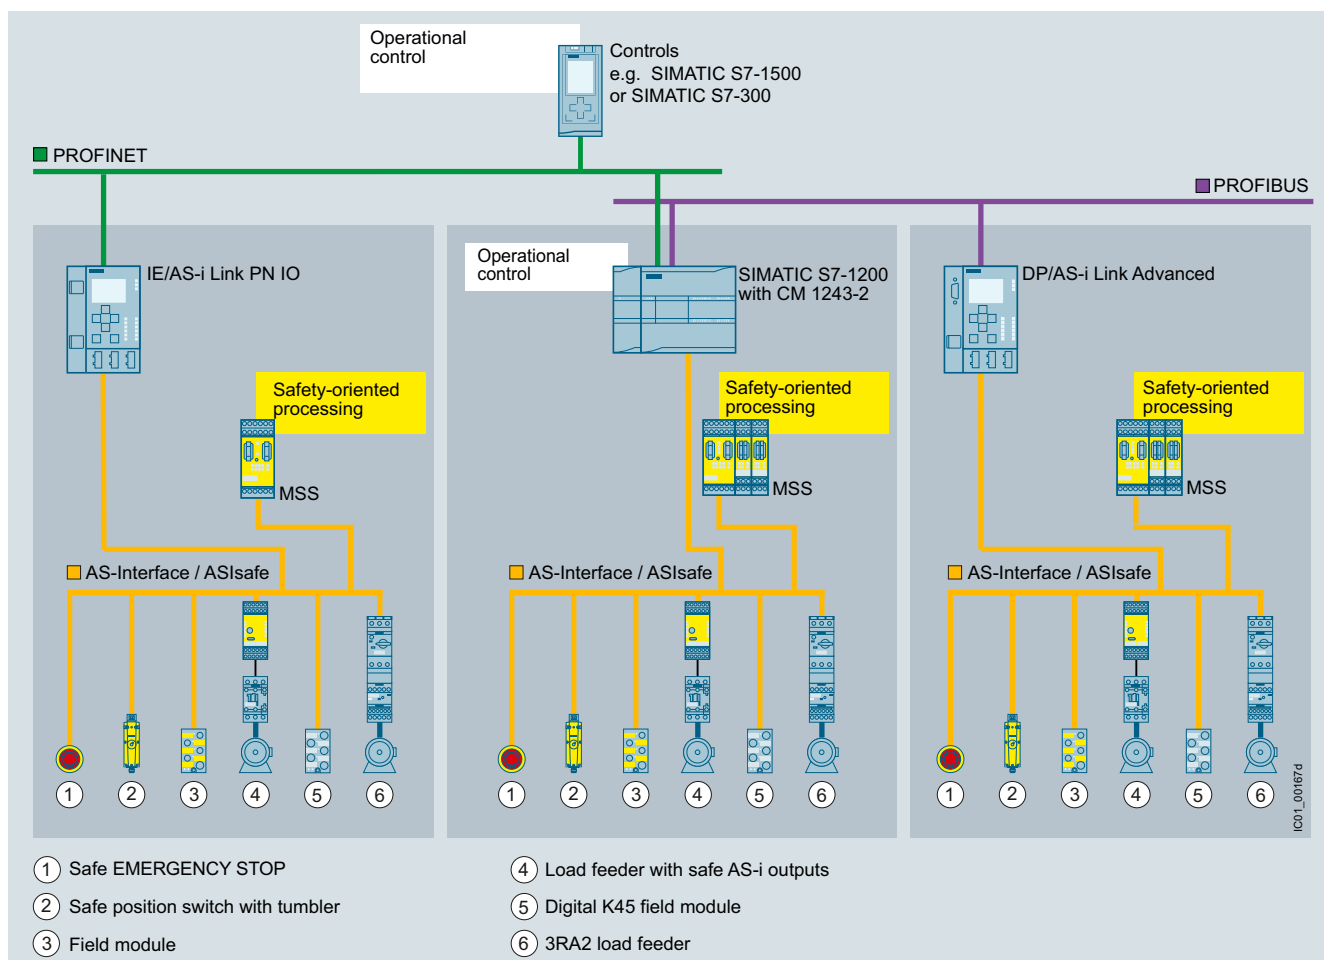 Operational
control
Controls
e.g. SIMATIC S7-1500
or SIMATIC S7-300
PROFINET
PROFIBUS
IE/AS-i Link PN IO
Operational
control
SIMATIC S7-1200
with CM 1243-2
DP/AS-i Link Advanced
Safety-oriented
processing
MSS
Safety-oriented
processing
MSS
Safety-oriented
processing
MSS
AS-Interface / ASIsafe
AS-Interface / ASIsafe
AS-Interface / ASIsafe
1 2 3 4 5 6
1 2 3 4 5 6
1 2 3 4 5 6
IC01_00167d
1 Safe EMERGENCY STOP
2 Safe position switch with tumbler
3 Field module
4 Load feeder with safe AS-i outputs
5 Digital K45 field module
6 3RA2 load feeder